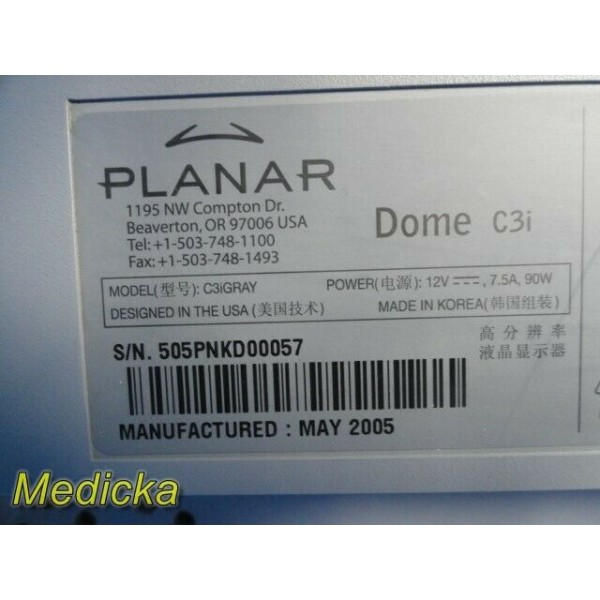 PLANAR
1195 NW Compton Dr.
Beaverton, OR 97006 USA
Tel: +1-503-748-1100
Fax: +1-503-748-1493
Dome C3i
MODEL(型号): C3iGRAY POWER(电源): 12V ⎓, 7.5A, 90W
DESIGNED IN THE USA (美国技术) MADE IN KOREA(韩国组装)
S/N. 505PNKD00057
高分辨率
液晶显示器
MANUFACTURED : MAY 2005
Medicka